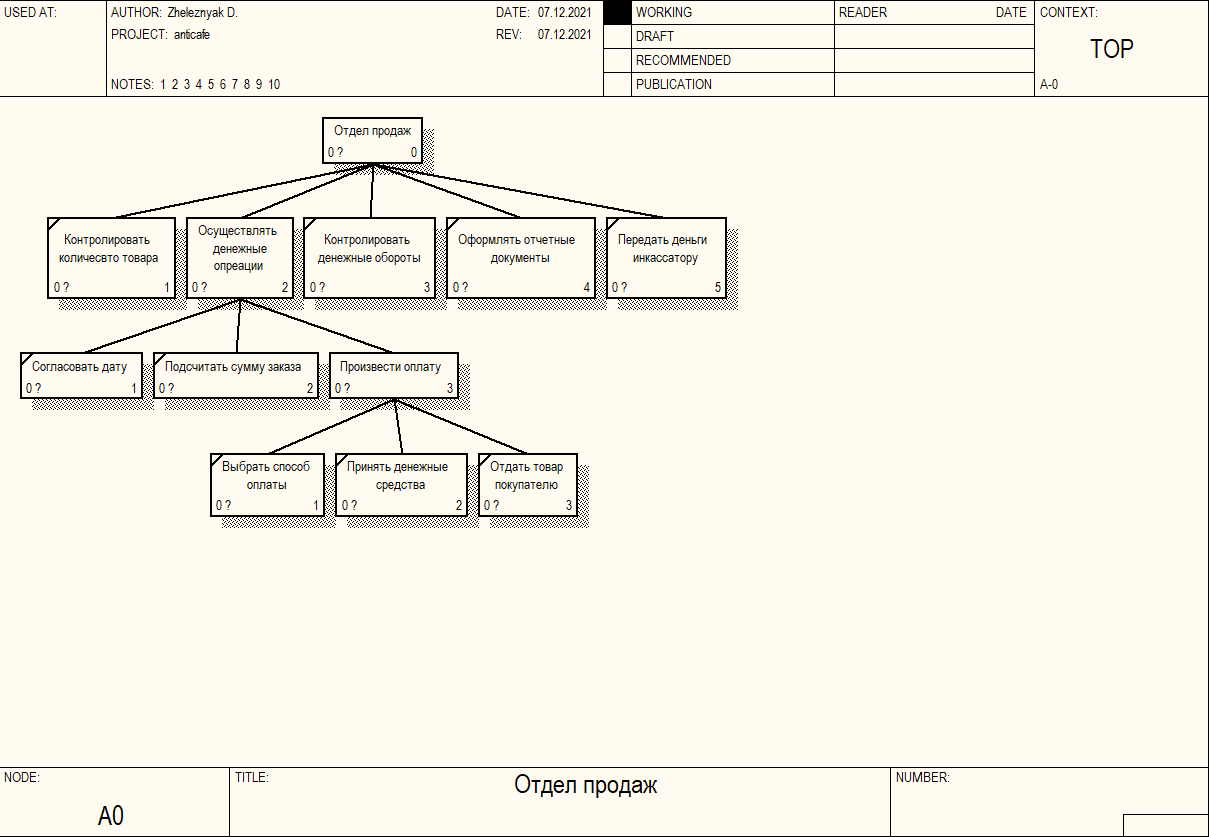 USED AT:
AUTHOR: Zheleznyak D.
DATE: 07.12.2021
WORKING
READER
DATE
CONTEXT:
PROJECT: anticafe
REV: 07.12.2021
DRAFT
TOP
RECOMMENDED
NOTES: 1 2 3 4 5 6 7 8 9 10
PUBLICATION
A-0
Отдел продаж
0 ? 0
Контролировать
количесвто товара
0 ? 1
Осуществлять
денежные
опреации
0 ? 2
Контролировать
денежные обороты
0 ? 3
Оформлять отчетные
документы
0 ? 4
Передать деньги
инкассатору
0 ? 5
Согласовать дату
0 ? 1
Подсчитать сумму заказа
0 ? 2
Произвести оплату
0 ? 3
Выбрать способ
оплаты
0 ? 1
Принять денежные
средства
0 ? 2
Отдать товар
покупателю
0 ? 3
NODE:
A0
TITLE:
Отдел продаж
NUMBER: